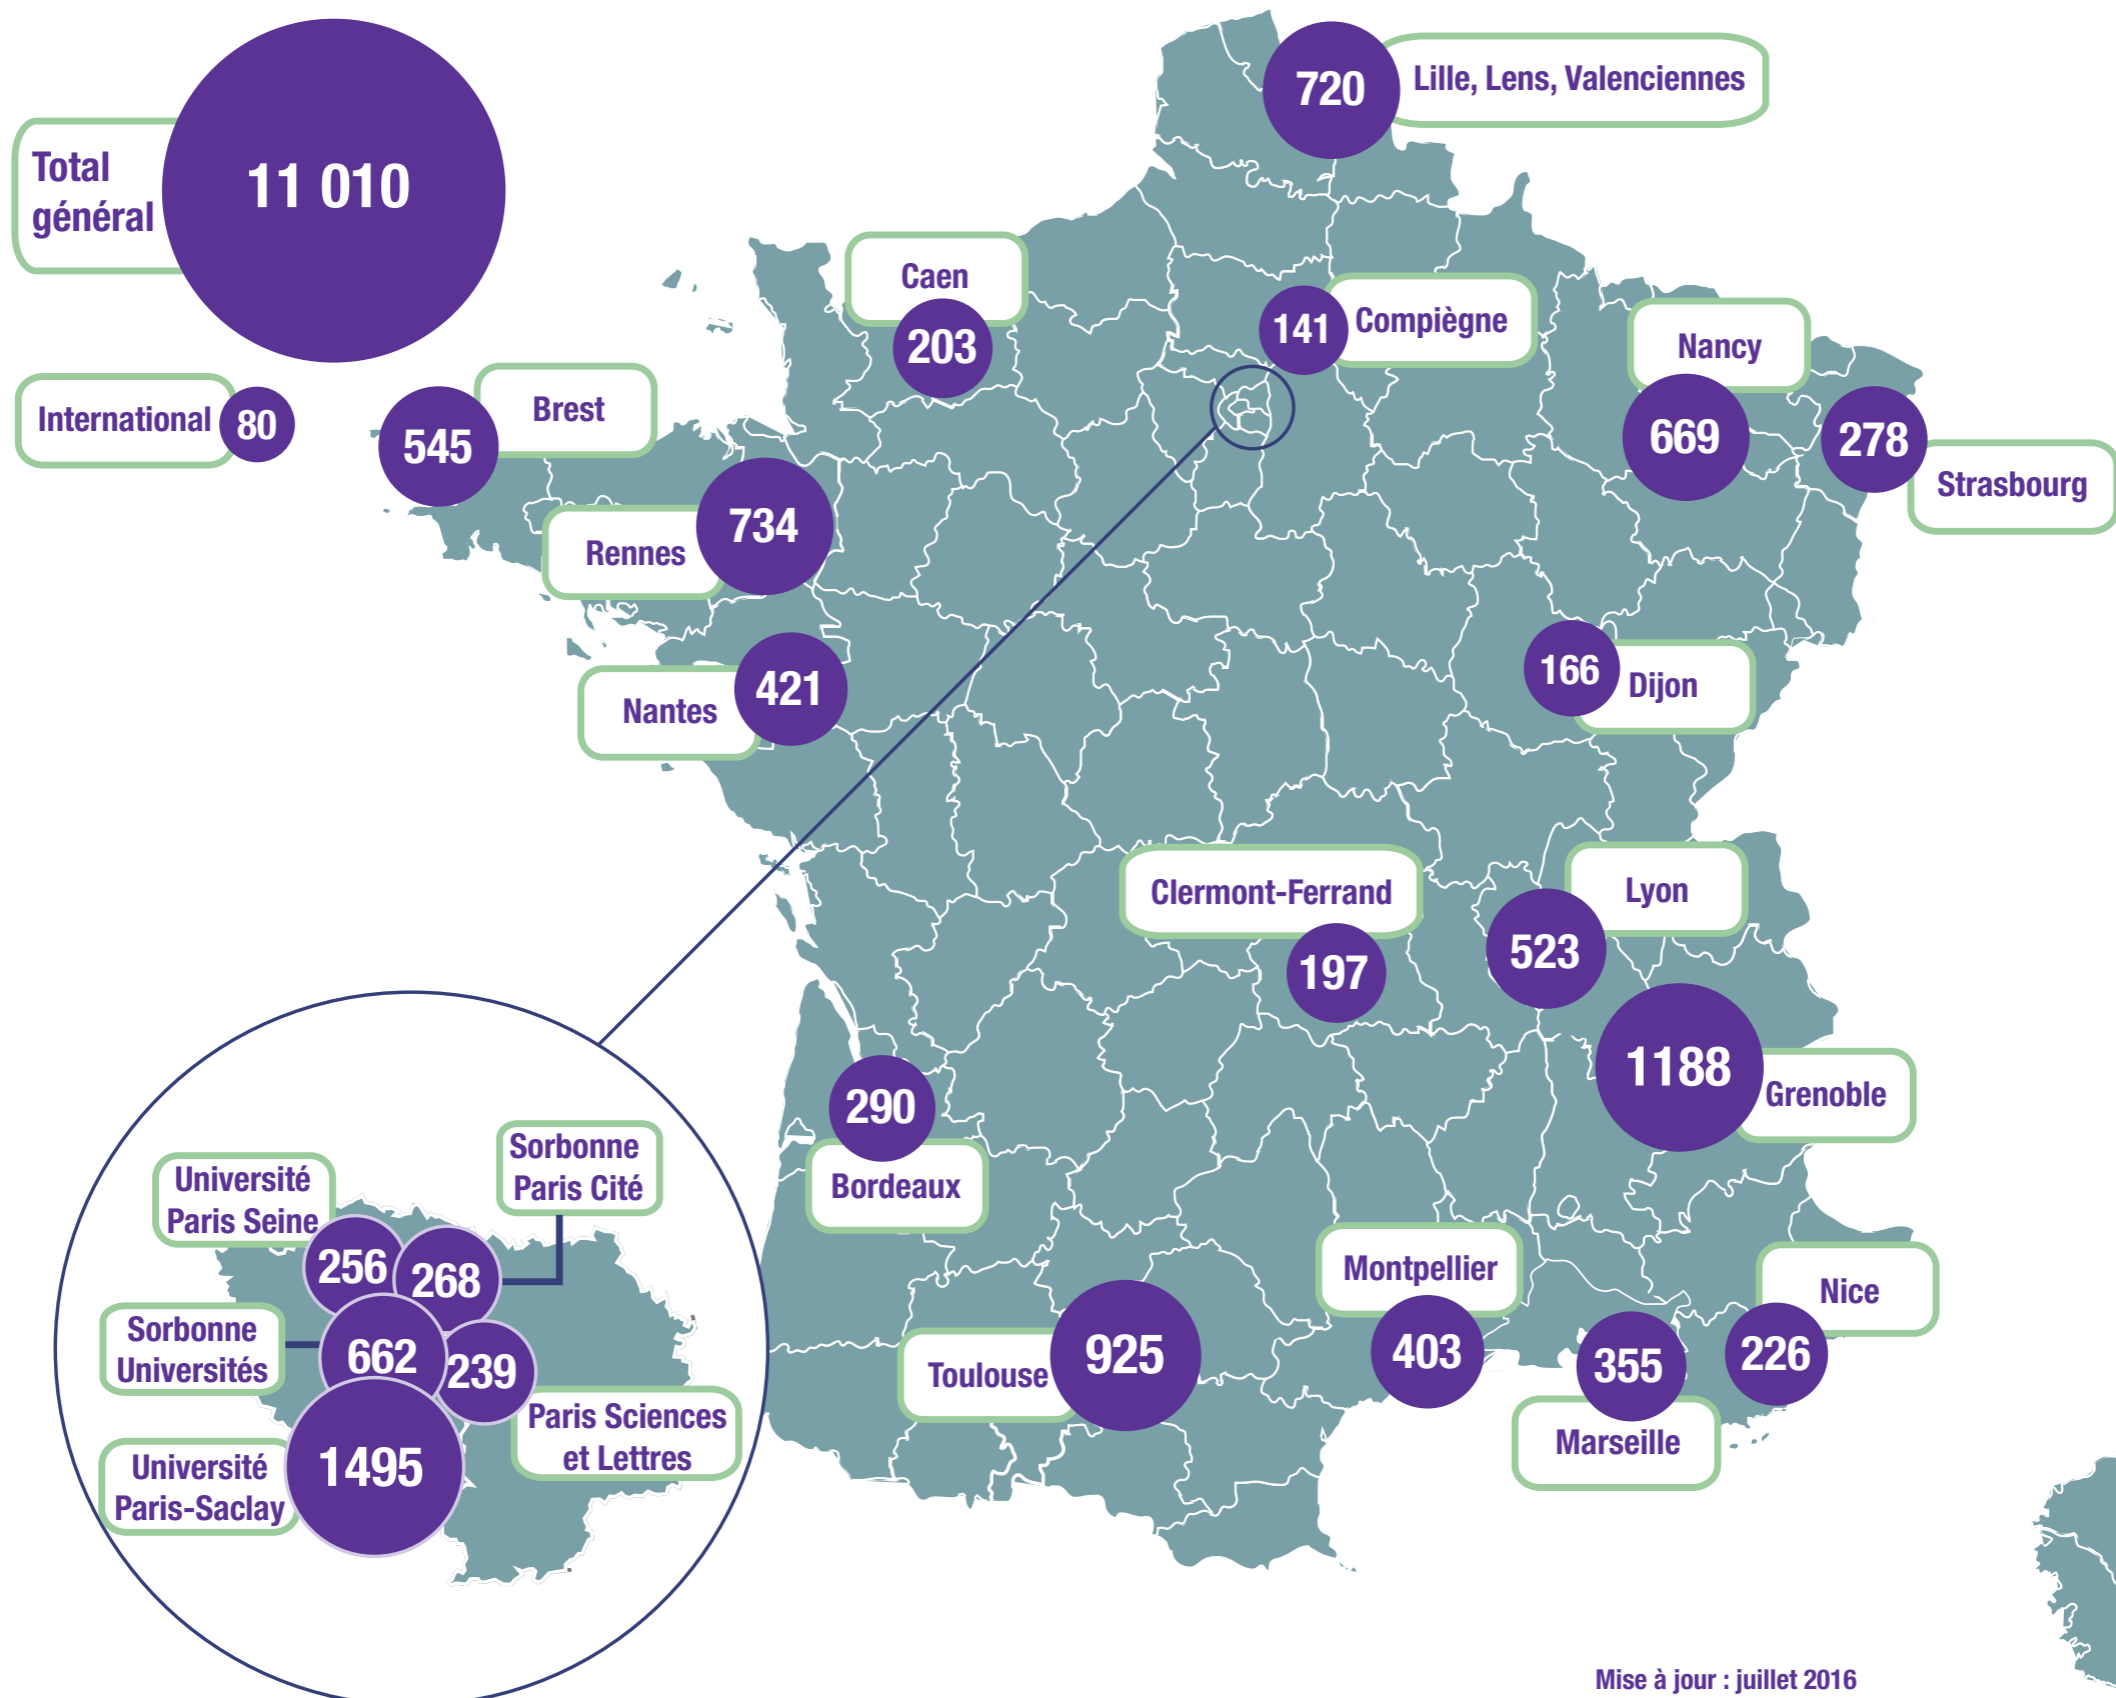 Total
général
11 010
International
80
720
Lille, Lens, Valenciennes
Caen
203
141
Compiègne
Nancy
669
278
Strasbourg
Brest
545
Rennes
734
Nantes
421
166
Dijon
Clermont-Ferrand
197
Lyon
523
1188
Grenoble
290
Bordeaux
Toulouse
925
Montpellier
403
355
Marseille
Nice
226
Université
Paris Seine
256
Sorbonne
Paris Cité
268
Sorbonne
Universités
662
239
Paris Sciences
et Lettres
Université
Paris-Saclay
1495
Mise à jour : juillet 2016